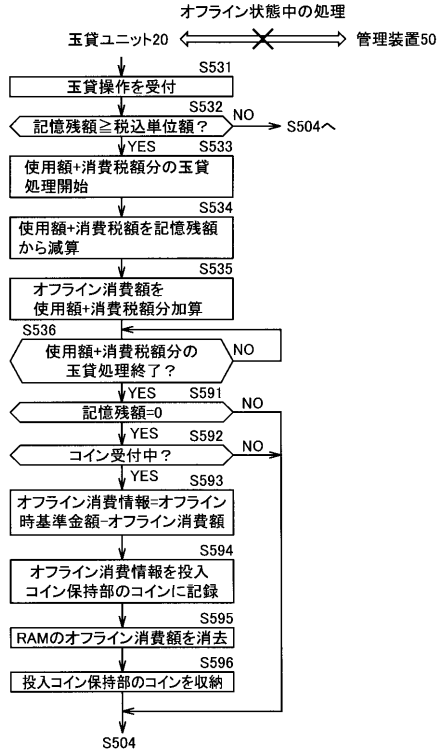 オフライン状態中の処理
玉貸ユニット20
管理装置50
S531
玉貸操作を受付
S532
記憶残額≧税込単位額？
NO
S504へ
YES
S533
使用額+消費税額分の玉貸
処理開始
S534
使用額+消費税額を記憶残額
から減算
S535
オフライン消費額を
使用額+消費税額分加算
S536
使用額+消費税額分の
玉貸処理終了？
NO
YES
S591
記憶残額=0
NO
YES
S592
コイン受付中？
NO
YES
S593
オフライン消費情報=オフライン
時基準金額-オフライン消費額
S594
オフライン消費情報を投入
コイン保持部のコインに記録
S595
RAMのオフライン消費額を消去
S596
投入コイン保持部のコインを収納
S504